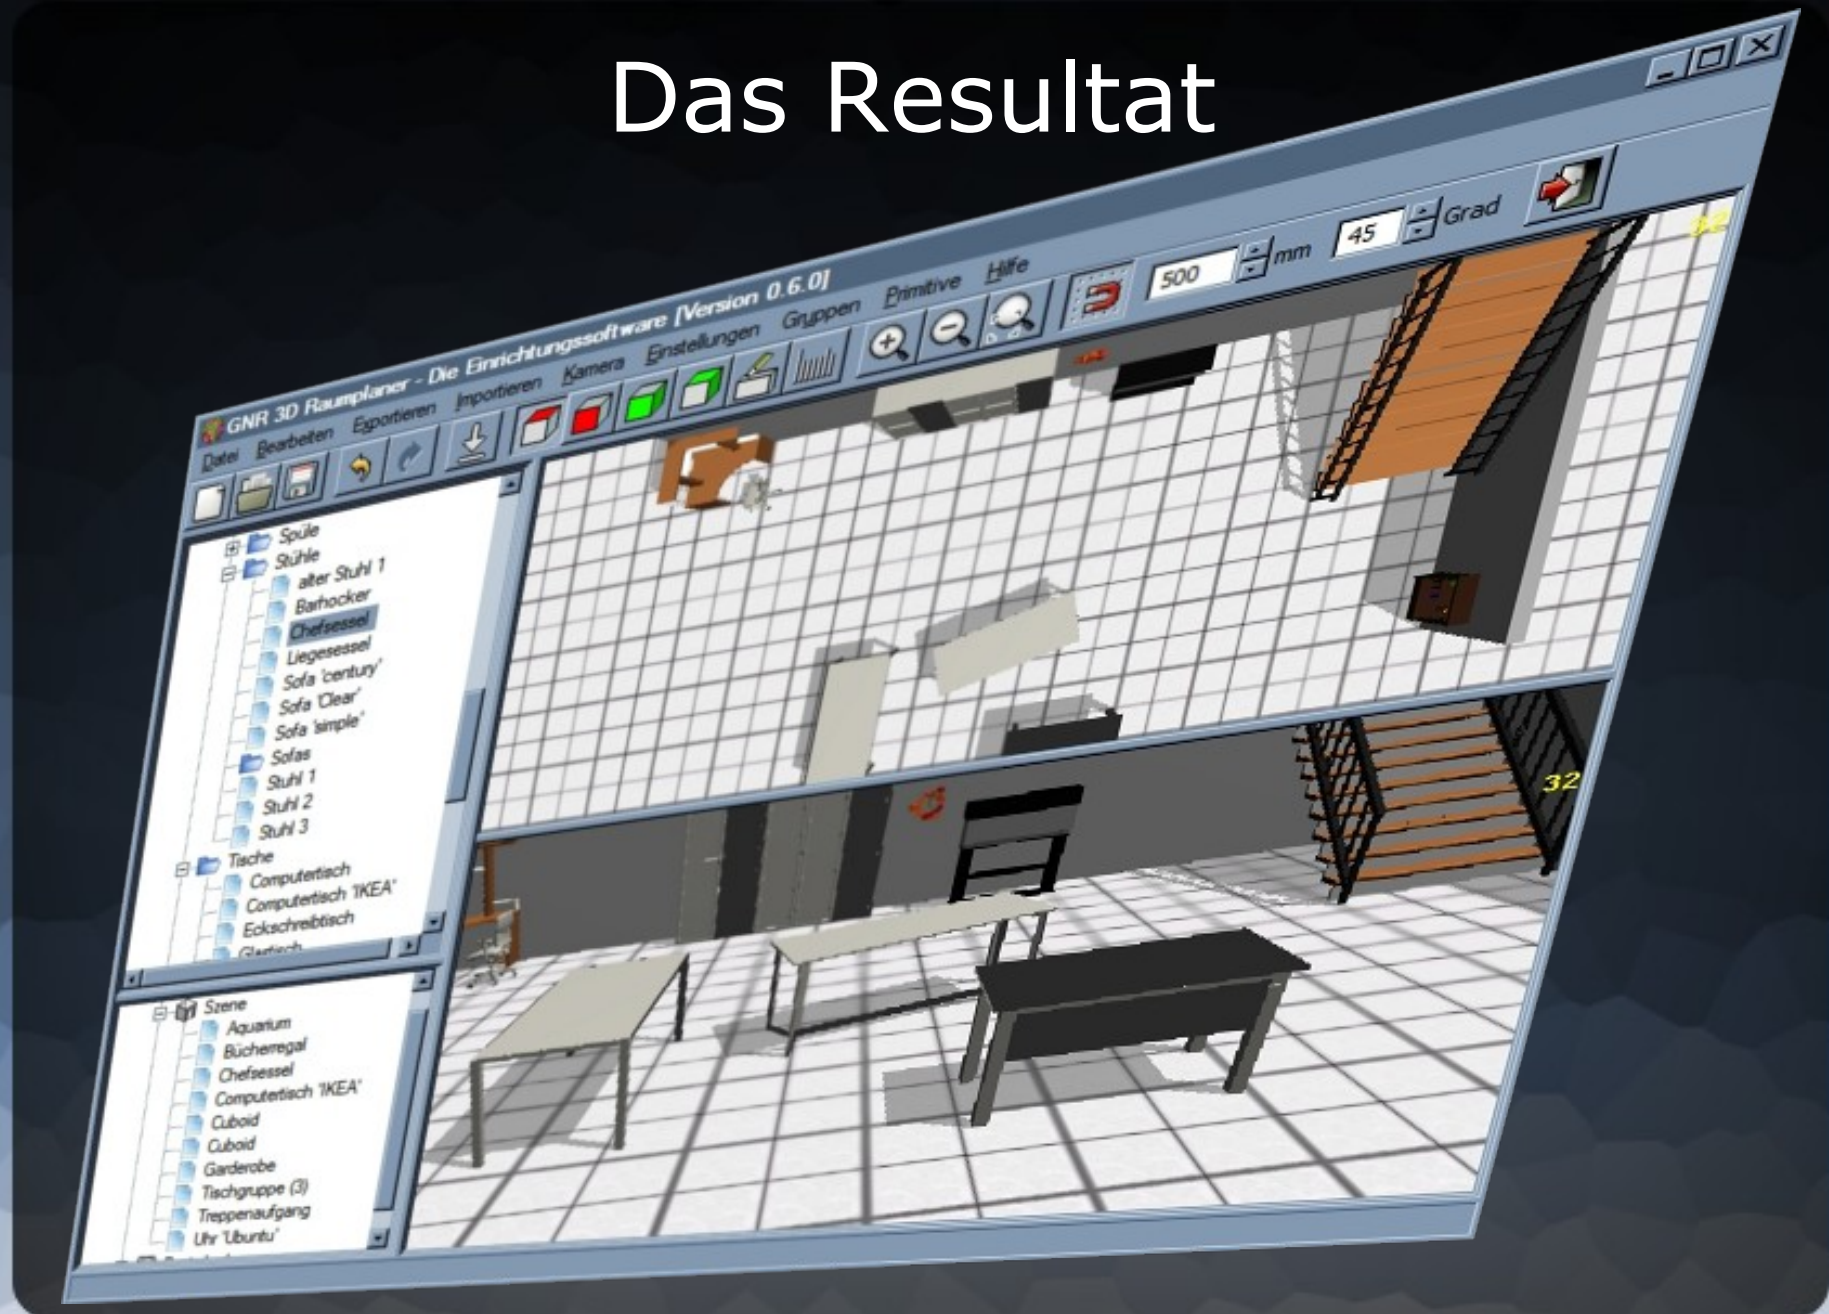 Das Resultat
GNR 3D Raumplaner - Die Einrichtungssoftware [Version 0.6.0]
Datei Bearbeiten Exportieren Importieren Kamera Einstellungen Gruppen Primitive Hilfe
500 mm 45 Grad
Spüle
Stühle
alter Stuhl 1
Barhocker
Chefsessel
Liegesessel
Sofa 'century'
Sofa 'Clear'
Sofa 'simple'
Sofas
Stuhl 1
Stuhl 2
Stuhl 3
Tische
Computertisch
Computertisch 'IKEA'
Eckschreibtisch
Glastisch
Szene
Aquarium
Bücherregal
Chefsessel
Computertisch 'IKEA'
Cuboid
Cuboid
Garderobe
Tischgruppe (3)
Treppenaufgang
Uhr 'Ubuntu'
32
32